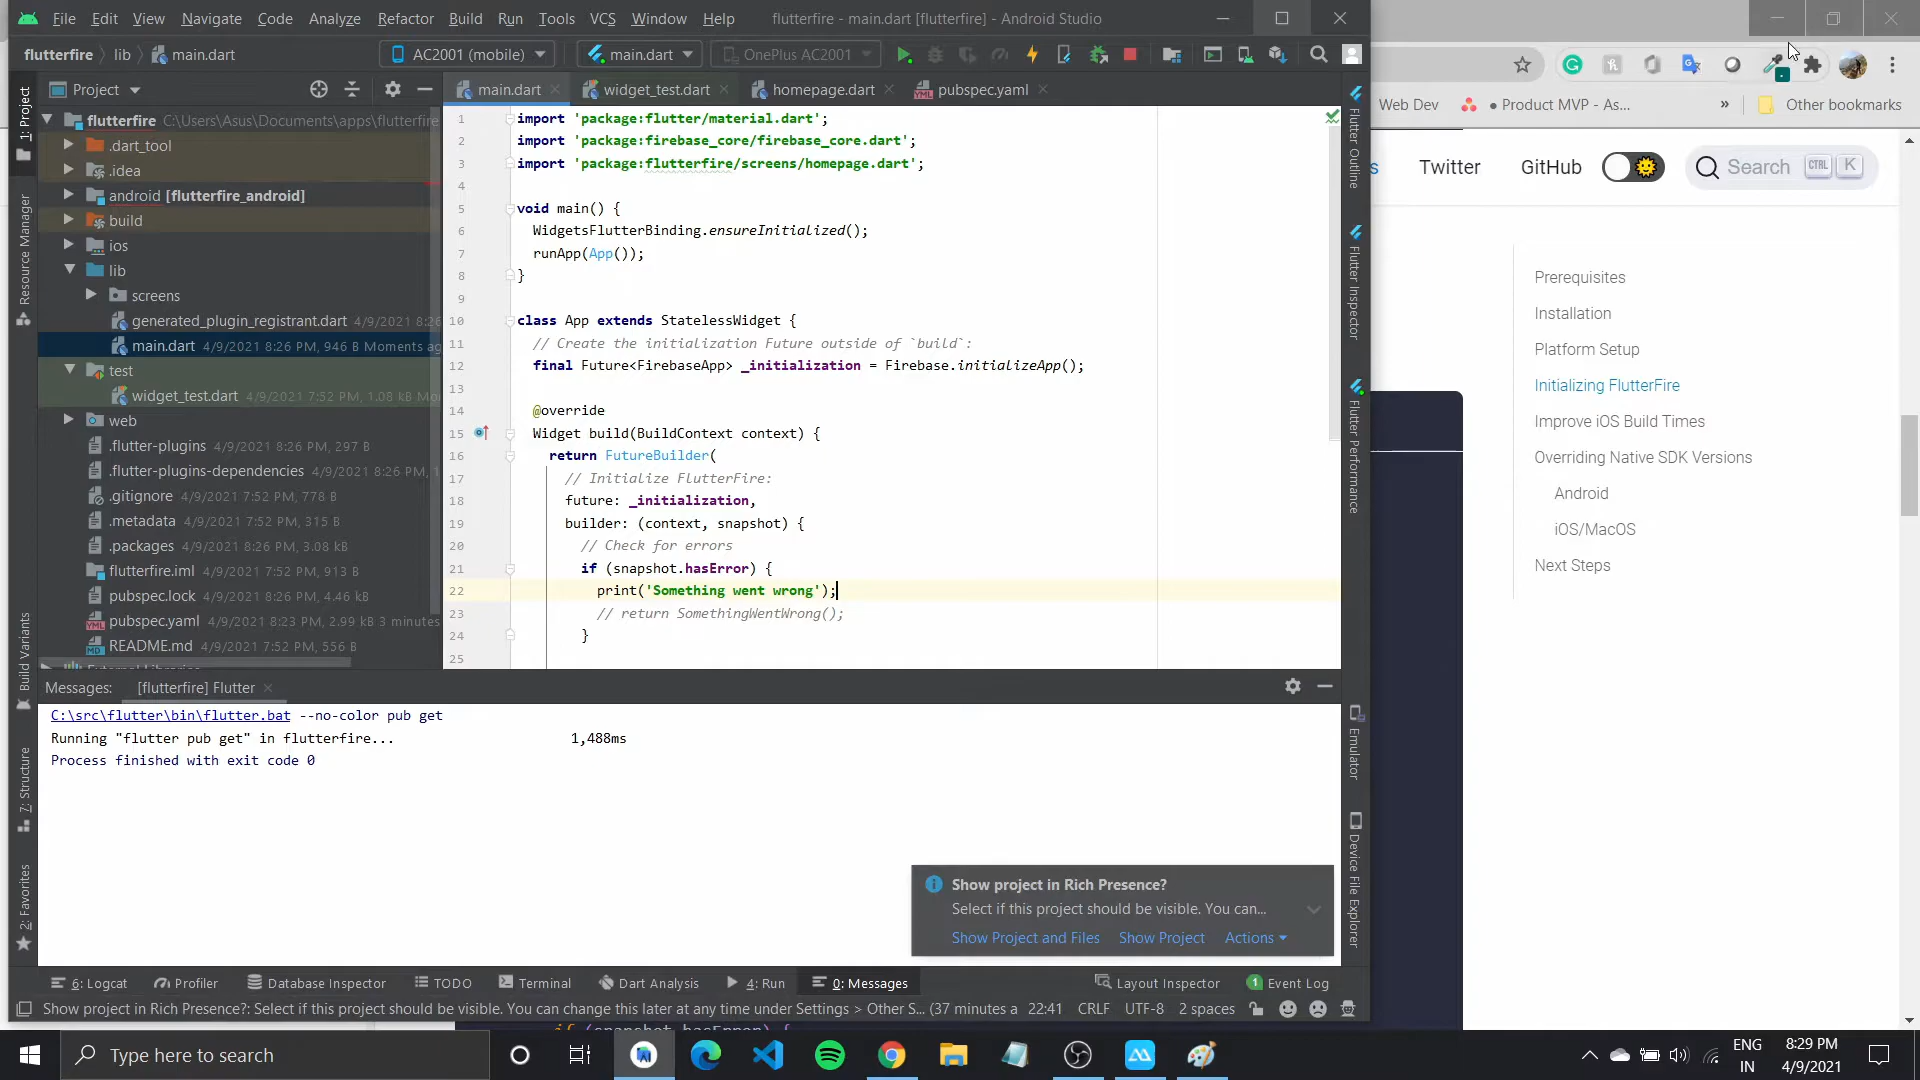 File Edit View Navigate Code Analyze Refactor Build Run Tools VCS Window Help flutterfire - main.dart [flutterfire] - Android Studio
flutterfire lib main.dart AC2001 (mobile) main.dart OnePlus AC2001
Project main.dart widget_test.dart homepage.dart pubspec.yaml
1: Project
Resource Manager
Build Variants
7: Structure
2: Favorites
flutterfire C:\Users\Asus\Documents\apps\flutterfire
.dart_tool
.idea
android [flutterfire_android]
build
ios
lib
screens
generated_plugin_registrant.dart 4/9/2021 8:26
main.dart 4/9/2021 8:26 PM, 946 B Moments ag
test
widget_test.dart 4/9/2021 7:52 PM, 1.08 kB Mo
web
.flutter-plugins 4/9/2021 8:26 PM, 297 B
.flutter-plugins-dependencies 4/9/2021 8:26 PM, 1
.gitignore 4/9/2021 7:52 PM, 778 B
.metadata 4/9/2021 7:52 PM, 315 B
.packages 4/9/2021 8:26 PM, 3.08 kB
flutterfire.iml 4/9/2021 7:52 PM, 913 B
pubspec.lock 4/9/2021 8:26 PM, 4.46 kB
pubspec.yaml 4/9/2021 8:23 PM, 2.99 kB 3 minutes
README.md 4/9/2021 7:52 PM, 556 B
1 import 'package:flutter/material.dart';
2 import 'package:firebase_core/firebase_core.dart';
3 import 'package:flutterfire/screens/homepage.dart';
4
5 void main() {
6 WidgetsFlutterBinding.ensureInitialized();
7 runApp(App());
8 }
9
10 class App extends StatelessWidget {
11 // Create the initialization Future outside of `build`:
12 final Future<FirebaseApp> _initialization = Firebase.initializeApp();
13
14 @override
15 Widget build(BuildContext context) {
16 return FutureBuilder(
17 // Initialize FlutterFire:
18 future: _initialization,
19 builder: (context, snapshot) {
20 // Check for errors
21 if (snapshot.hasError) {
22 print('Something went wrong');
23 // return SomethingWentWrong();
24 }
25
Flutter Outline
Flutter Inspector
Flutter Performance
Emulator
Device File Explorer
Messages: [flutterfire] Flutter
C:\src\flutter\bin\flutter.bat --no-color pub get
Running "flutter pub get" in flutterfire... 1,488ms
Process finished with exit code 0
Show project in Rich Presence?
Select if this project should be visible. You can...
Show Project and Files Show Project Actions
6: Logcat Profiler Database Inspector TODO Terminal Dart Analysis 4: Run 0: Messages Layout Inspector 1 Event Log
Show project in Rich Presence?: Select if this project should be visible. You can change this later at any time under Settings > Other S... (37 minutes a 22:41 CRLF UTF-8 2 spaces
if (snapshot.hasError) {
Web Dev • Product MVP - As... » Other bookmarks
s Twitter GitHub Search CTRL K
Prerequisites
Installation
Platform Setup
Initializing FlutterFire
Improve iOS Build Times
Overriding Native SDK Versions
Android
iOS/MacOS
Next Steps
Type here to search
ENG
IN
8:29 PM
4/9/2021